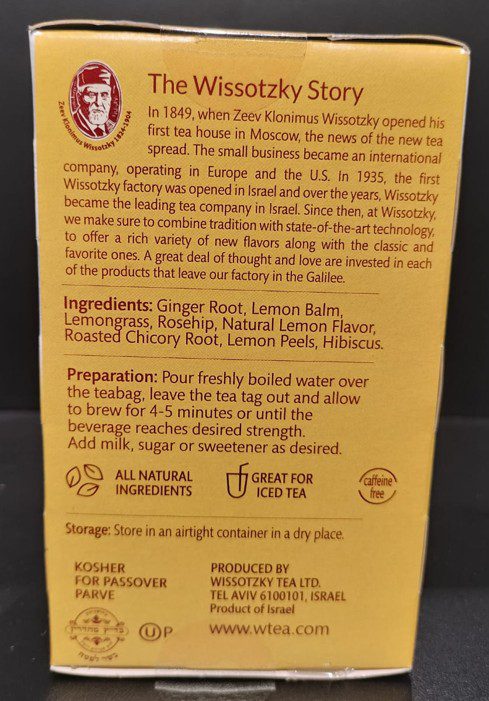 The Wissotzky Story
Zeev Klonimus Wissotzky 1824-1904
In 1849, when Zeev Klonimus Wissotzky opened his
first tea house in Moscow, the news of the new tea
spread. The small business became an international
company, operating in Europe and the U.S. In 1935, the first
Wissotzky factory was opened in Israel and over the years, Wissotzky
became the leading tea company in Israel. Since then, at Wissotzky,
we make sure to combine tradition with state-of-the-art technology,
to offer a rich variety of new flavors along with the classic and
favorite ones. A great deal of thought and love are invested in each
of the products that leave our factory in the Galilee.
Ingredients: Ginger Root, Lemon Balm,
Lemongrass, Rosehip, Natural Lemon Flavor,
Roasted Chicory Root, Lemon Peels, Hibiscus.
Preparation: Pour freshly boiled water over
the teabag, leave the tea tag out and allow
to brew for 4-5 minutes or until the
beverage reaches desired strength.
Add milk, sugar or sweetener as desired.
ALL NATURAL
INGREDIENTS
GREAT FOR
ICED TEA
caffeine
free
Storage: Store in an airtight container in a dry place.
KOSHER
FOR PASSOVER
PARVE
PRODUCED BY
WISSOTZKY TEA LTD.
TEL AVIV 6100101, ISRAEL
Product of Israel
www.wtea.com
בד״ץ מהדרין
U P